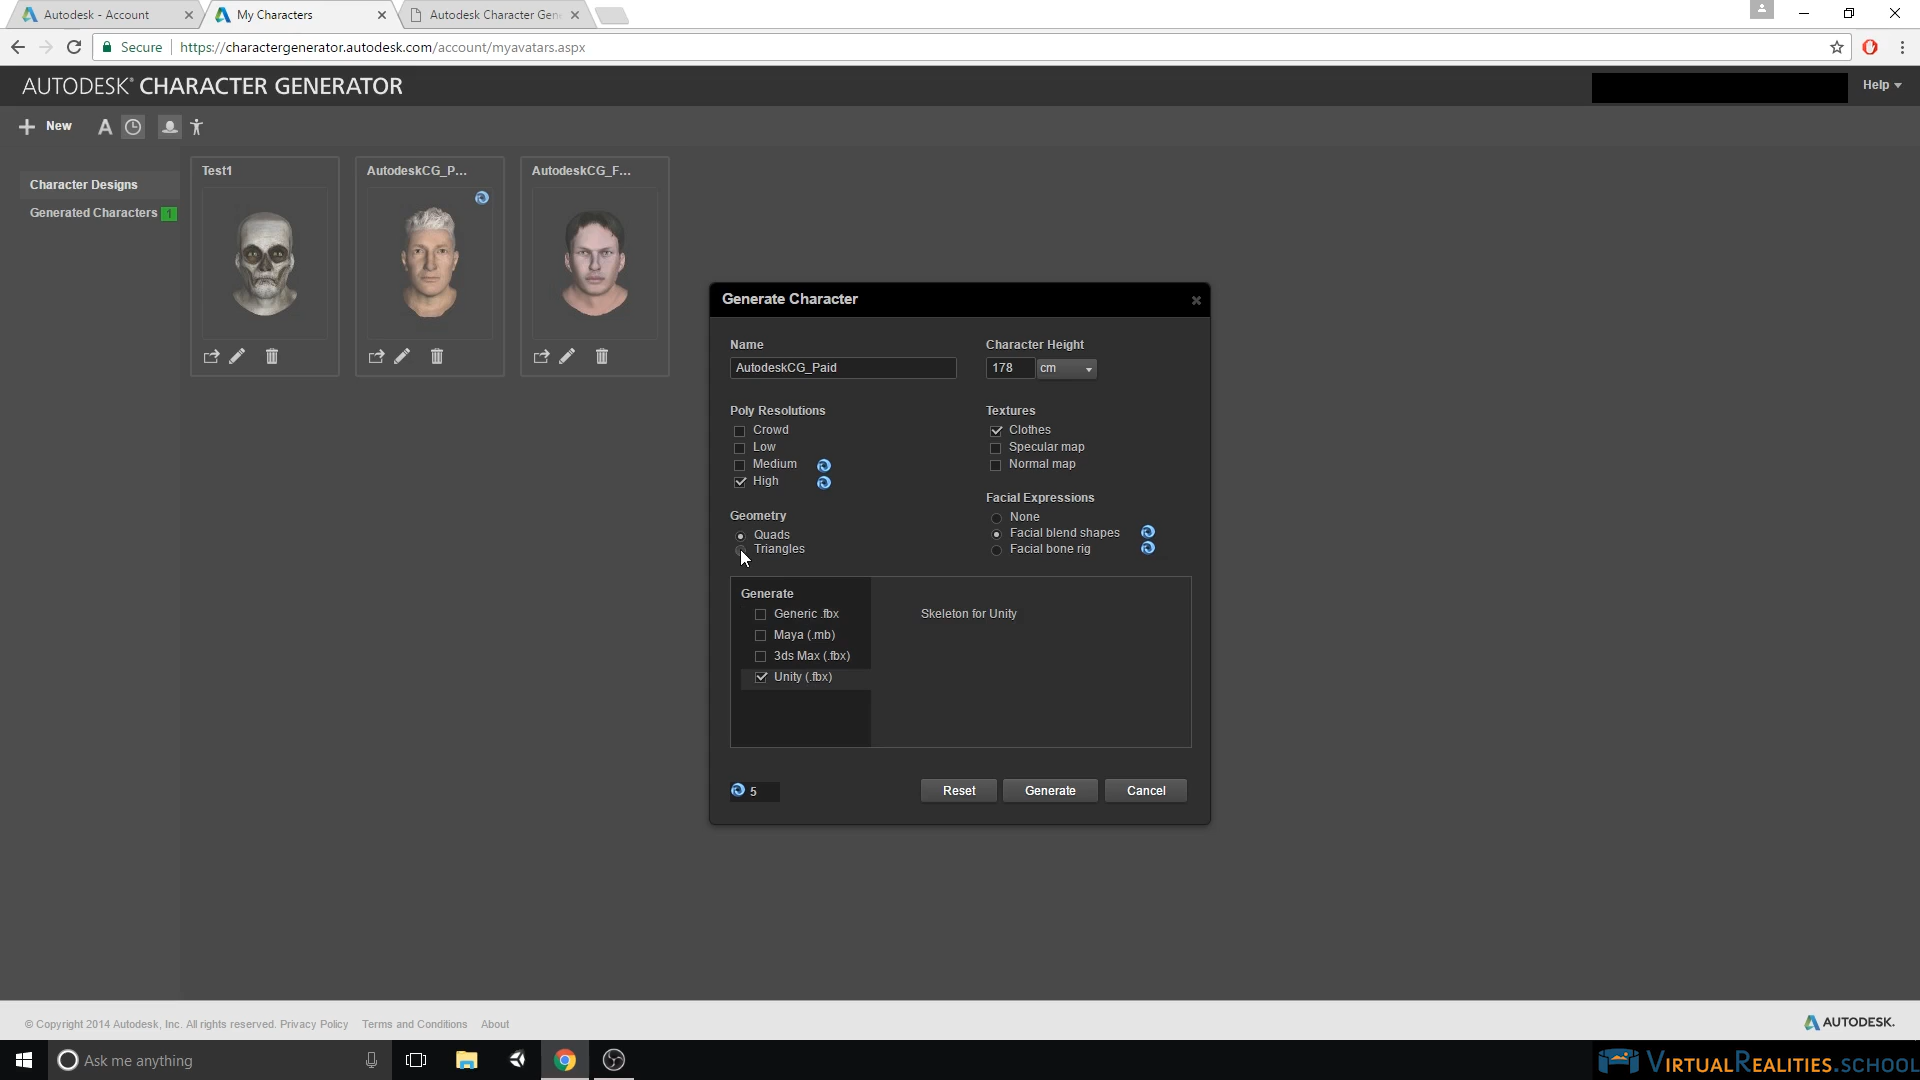 Autodesk - Account
My Characters
Autodesk Character Gen
Secure
https://charactergenerator.autodesk.com/account/myavatars.aspx
AUTODESK® CHARACTER GENERATOR
Help
New
A
Character Designs
Generated Characters 1
Test1
AutodeskCG_P...
AutodeskCG_F...
Generate Character
Name
Character Height
AutodeskCG_Paid
178
cm
Poly Resolutions
Textures
Crowd
Clothes
Low
Specular map
Medium
Normal map
High
Facial Expressions
Geometry
None
Quads
Facial blend shapes
Triangles
Facial bone rig
Generate
Generic .fbx
Skeleton for Unity
Maya (.mb)
3ds Max (.fbx)
Unity (.fbx)
5
Reset
Generate
Cancel
© Copyright 2014 Autodesk, Inc. All rights reserved. Privacy Policy Terms and Conditions About
AUTODESK.
Ask me anything
VIRTUALREALITIES.SCHOOL